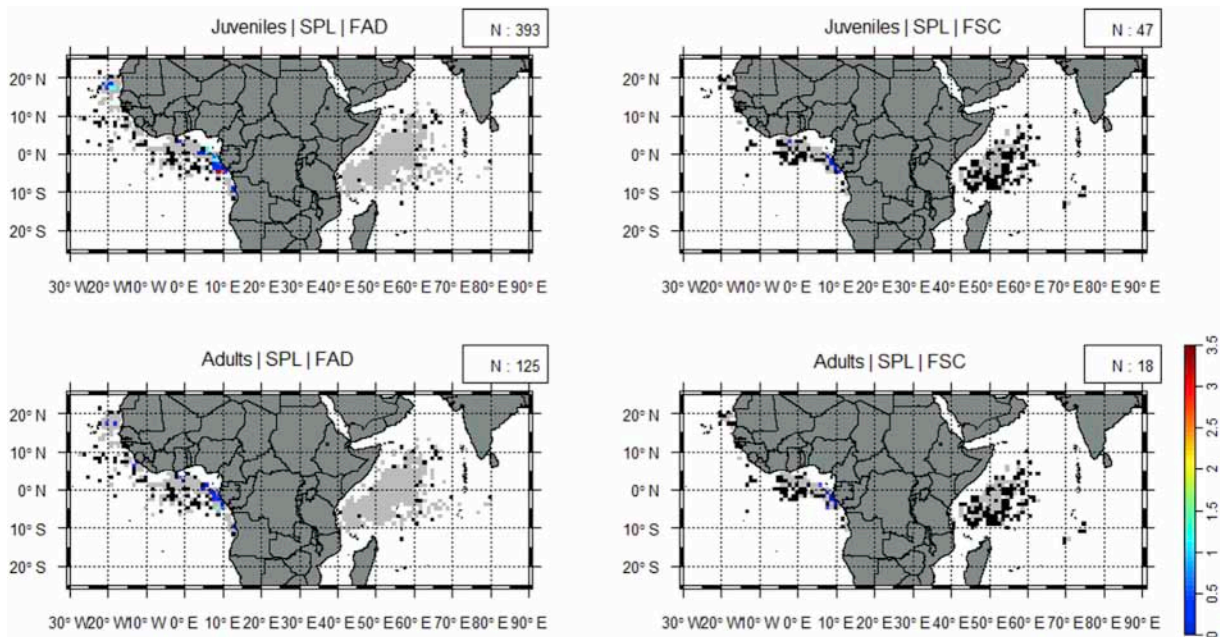 Juveniles | SPL | FAD
N : 393
20° N
10° N
0° N
10° S
20° S
30° W20° W10° W 0° E 10° E 20° E 30° E 40° E 50° E 60° E 70° E 80° E 90° E
Juveniles | SPL | FSC
N : 47
20° N
10° N
0° N
10° S
20° S
30° W20° W10° W 0° E 10° E 20° E 30° E 40° E 50° E 60° E 70° E 80° E 90° E
Adults | SPL | FAD
N : 125
20° N
10° N
0° N
10° S
20° S
30° W20° W10° W 0° E 10° E 20° E 30° E 40° E 50° E 60° E 70° E 80° E 90° E
Adults | SPL | FSC
N : 18
20° N
10° N
0° N
10° S
20° S
30° W20° W10° W 0° E 10° E 20° E 30° E 40° E 50° E 60° E 70° E 80° E 90° E
3.5
3
2.5
2
1.5
1
0.5
0